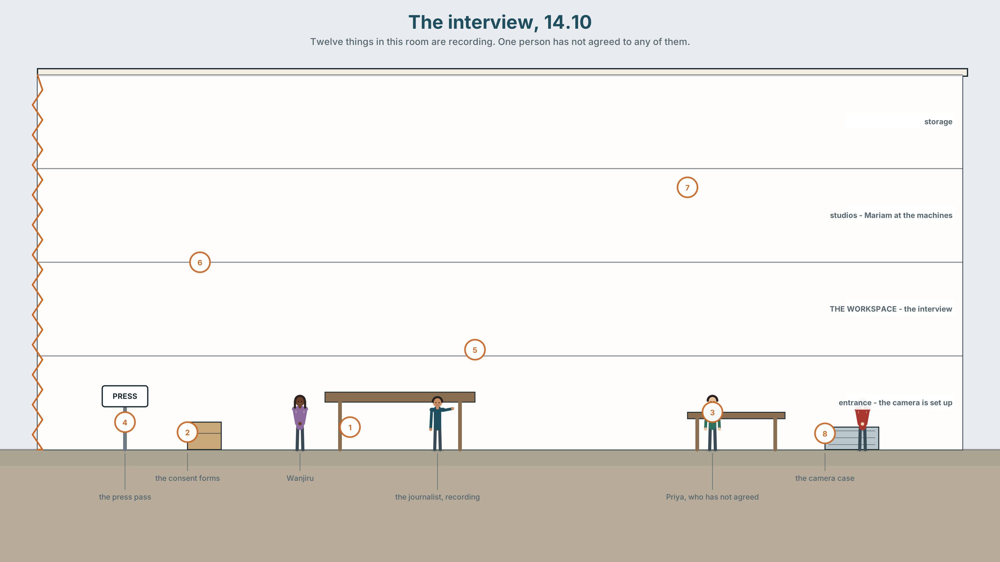 The interview, 14.10
Twelve things in this room are recording. One person has not agreed to any of them.
storage
7
studios - Mariam at the machines
6
THE WORKSPACE - the interview
5
PRESS
entrance - the camera is set up
3
4
1
2
8
the consent forms
Wanjiru
the camera case
the press pass
the journalist, recording
Priya, who has not agreed